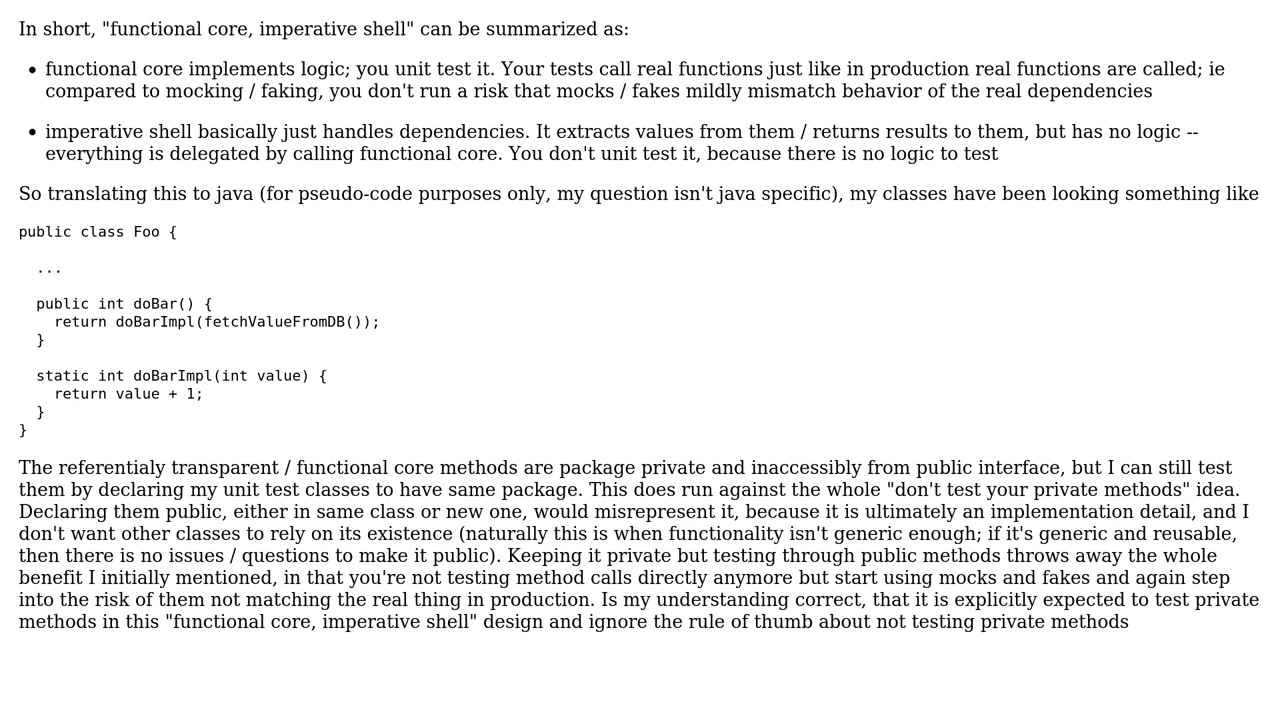 In short, "functional core, imperative shell" can be summarized as:
• functional core implements logic; you unit test it. Your tests call real functions just like in production real functions are called; ie
compared to mocking / faking, you don't run a risk that mocks / fakes mildly mismatch behavior of the real dependencies
• imperative shell basically just handles dependencies. It extracts values from them / returns results to them, but has no logic --
everything is delegated by calling functional core. You don't unit test it, because there is no logic to test
So translating this to java (for pseudo-code purposes only, my question isn't java specific), my classes have been looking something like
public class Foo {
  ...
  public int doBar() {
    return doBarImpl(fetchValueFromDB());
  }
  static int doBarImpl(int value) {
    return value + 1;
  }
}
The referentialy transparent / functional core methods are package private and inaccessibly from public interface, but I can still test
them by declaring my unit test classes to have same package. This does run against the whole "don't test your private methods" idea.
Declaring them public, either in same class or new one, would misrepresent it, because it is ultimately an implementation detail, and I
don't want other classes to rely on its existence (naturally this is when functionality isn't generic enough; if it's generic and reusable,
then there is no issues / questions to make it public). Keeping it private but testing through public methods throws away the whole
benefit I initially mentioned, in that you're not testing method calls directly anymore but start using mocks and fakes and again step
into the risk of them not matching the real thing in production. Is my understanding correct, that it is explicitly expected to test private
methods in this "functional core, imperative shell" design and ignore the rule of thumb about not testing private methods